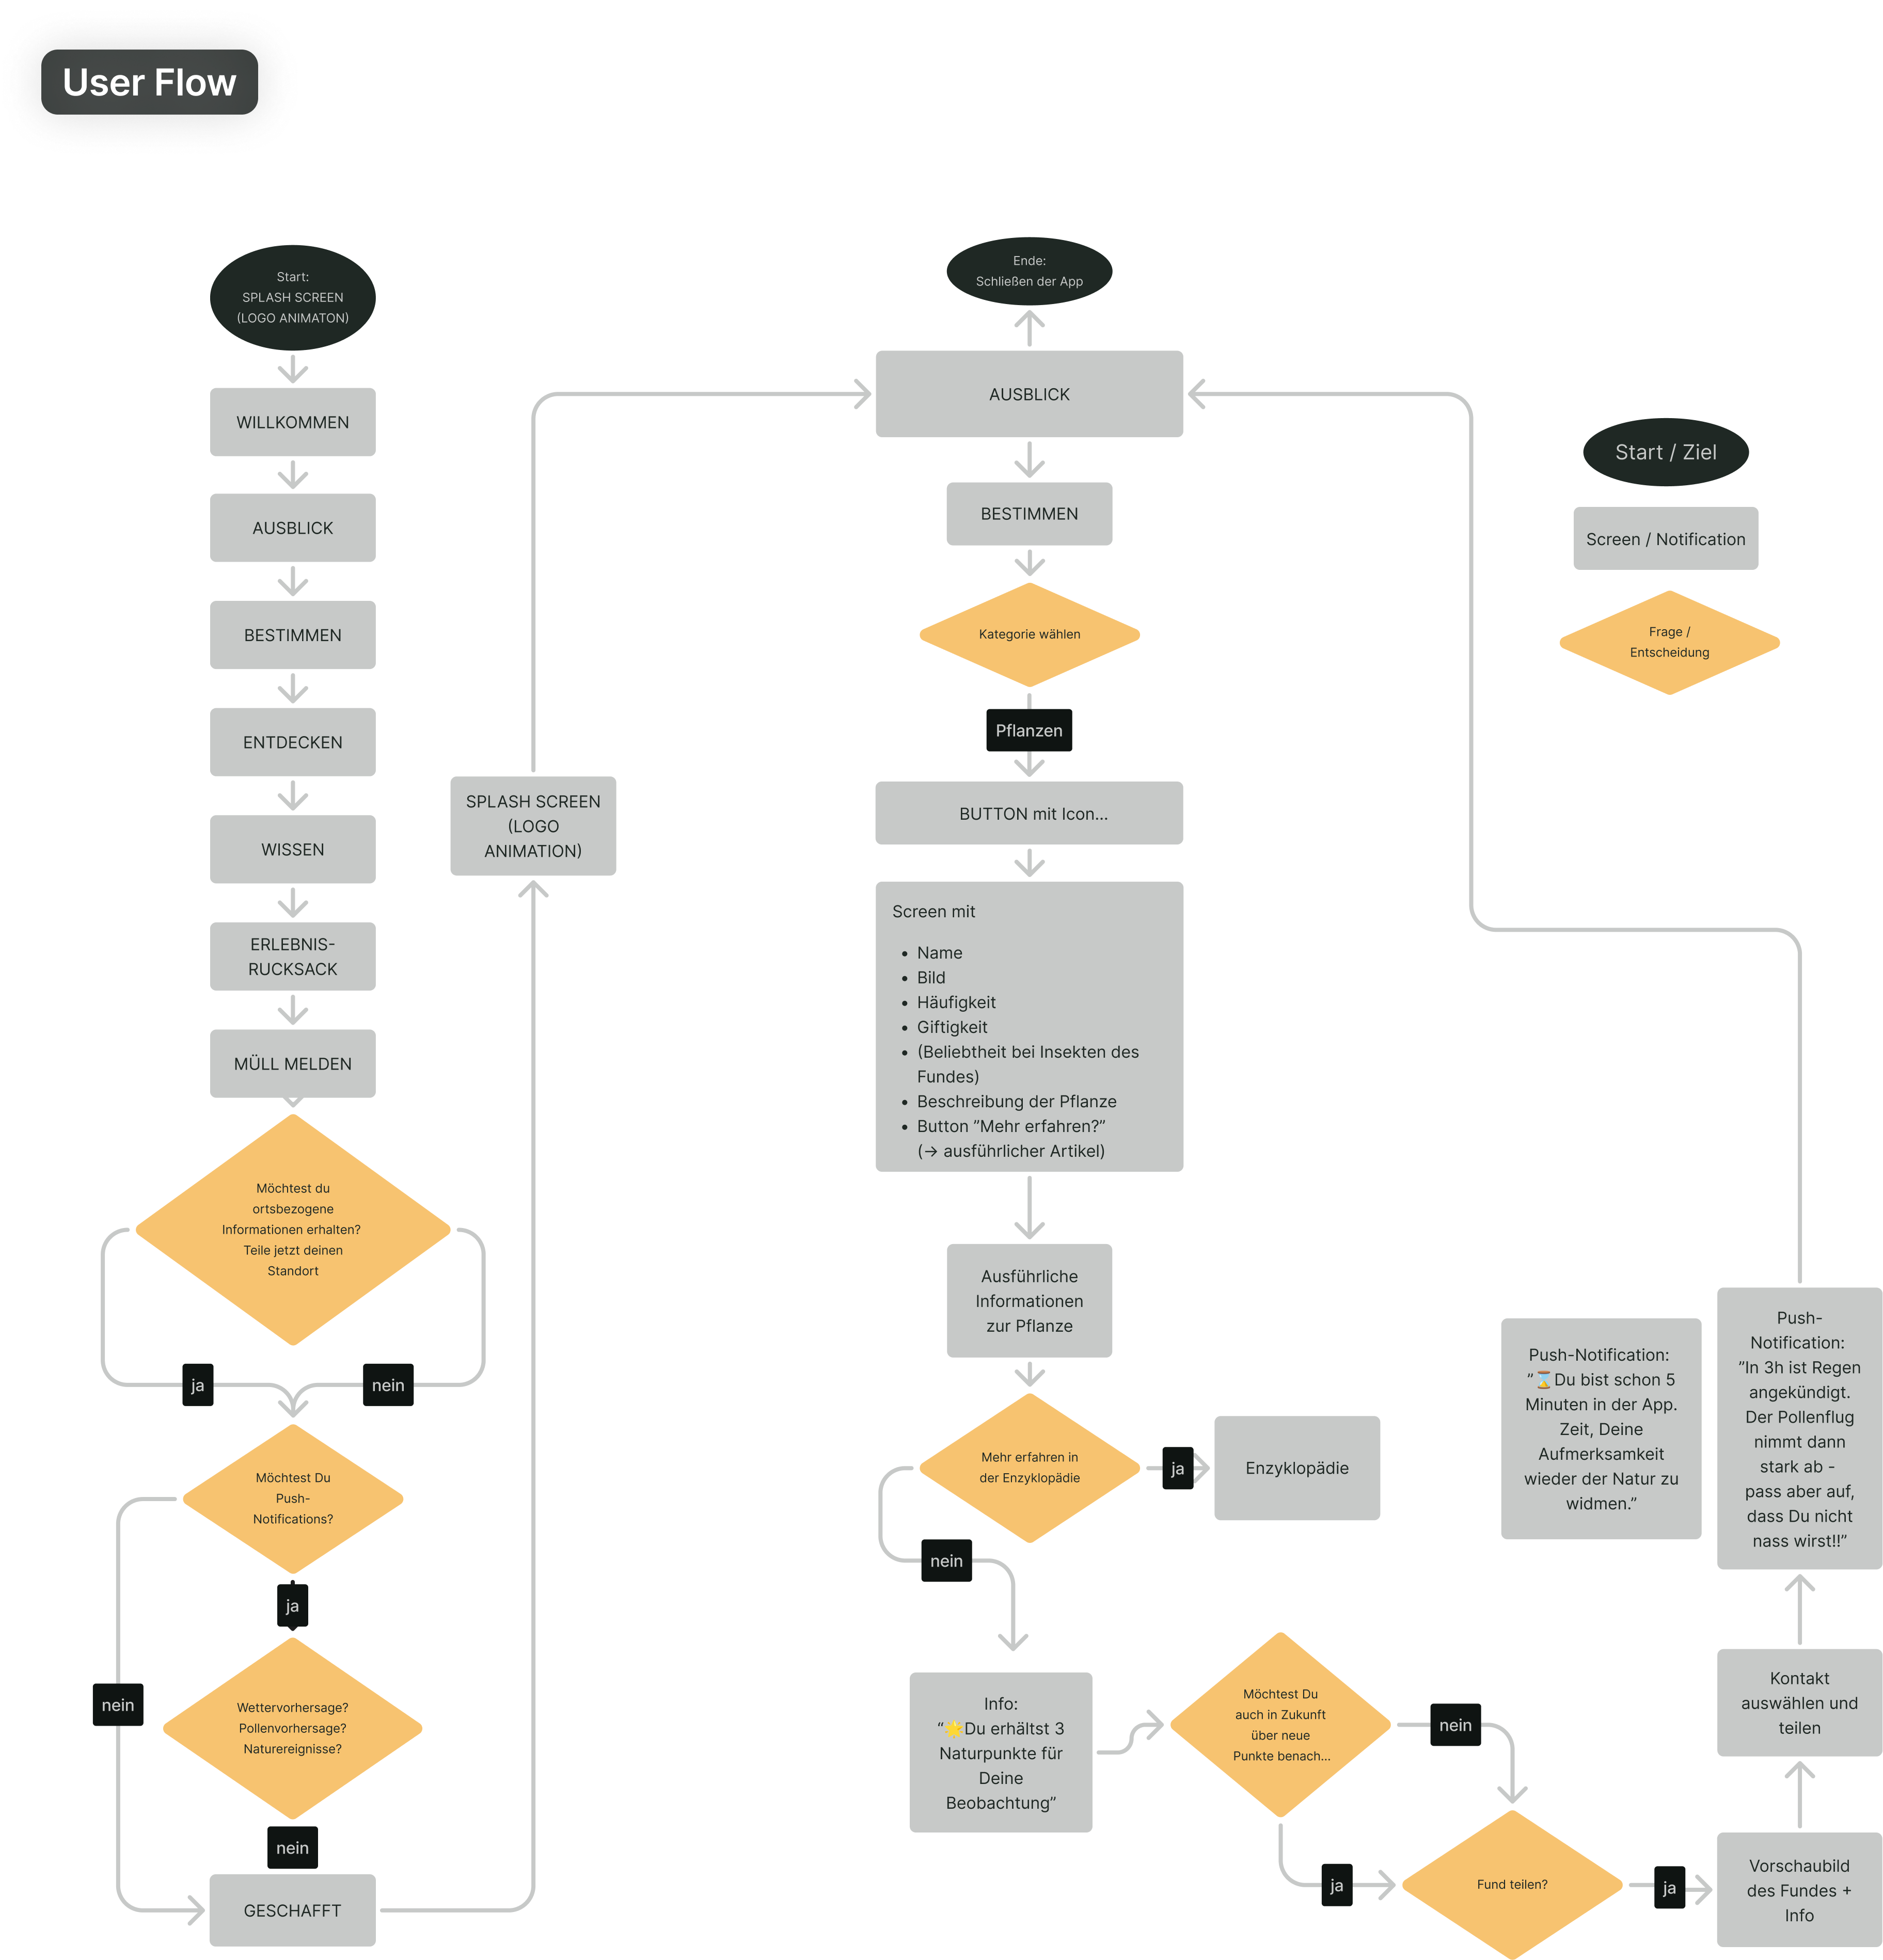 User Flow
Start:
SPLASH SCREEN
(LOGO ANIMATON)
WILLKOMMEN
AUSBLICK
BESTIMMEN
ENTDECKEN
WISSEN
ERLEBNIS-
RUCKSACK
MÜLL MELDEN
Möchtest du
ortsbezogene
Informationen erhalten?
Teile jetzt deinen
Standort
ja
nein
Möchtest Du
Push-
Notifications?
ja
nein
Wettervorhersage?
Pollenvorhersage?
Naturereignisse?
nein
GESCHAFFT
SPLASH SCREEN
(LOGO
ANIMATION)
Ende:
Schließen der App
AUSBLICK
BESTIMMEN
Kategorie wählen
Pflanzen
BUTTON mit Icon...
Screen mit
• Name
• Bild
• Häufigkeit
• Giftigkeit
• (Beliebtheit bei Insekten des
Fundes)
• Beschreibung der Pflanze
• Button ”Mehr erfahren?”
(→ ausführlicher Artikel)
Ausführliche
Informationen
zur Pflanze
Mehr erfahren in
der Enzyklopädie
ja
Enzyklopädie
nein
Info:
“🌟Du erhältst 3
Naturpunkte für
Deine
Beobachtung”
Möchtest Du
auch in Zukunft
über neue
Punkte benach...
nein
ja
Fund teilen?
ja
Vorschaubild
des Fundes +
Info
Kontakt
auswählen und
teilen
Push-
Notification:
”In 3h ist Regen
angekündigt.
Der Pollenflug
nimmt dann
stark ab -
pass aber auf,
dass Du nicht
nass wirst!!”
Push-Notification:
”⌛Du bist schon 5
Minuten in der App.
Zeit, Deine
Aufmerksamkeit
wieder der Natur zu
widmen.”
Start / Ziel
Screen / Notification
Frage /
Entscheidung